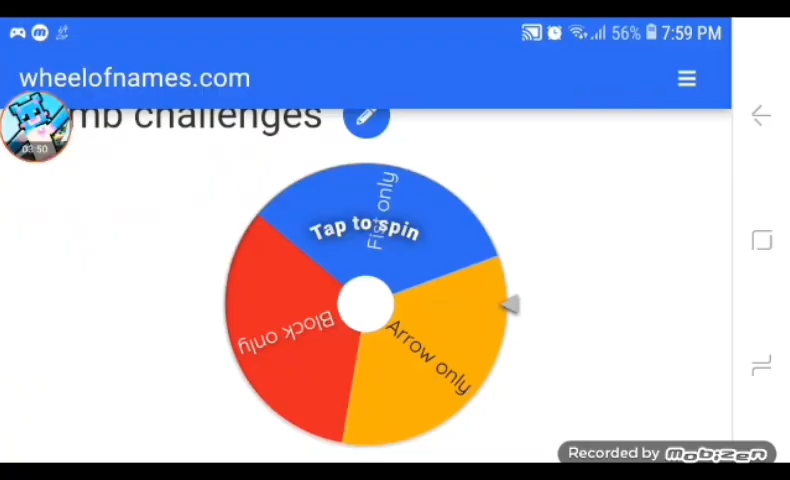 56% 7:59 PM
wheelofnames.com
mb challenges
03:50
Fist only
Tap to spin
Block only
Arrow only
Recorded by mobizen